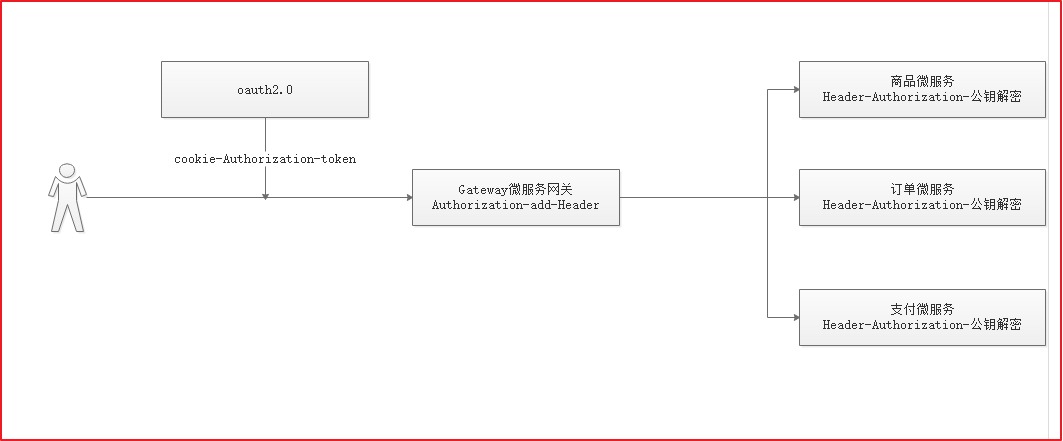 oauth2.0
cookie-Authorization-token
Gateway微服务网关
Authorization-add-Header
商品微服务
Header-Authorization-公钥解密
订单微服务
Header-Authorization-公钥解密
支付微服务
Header-Authorization-公钥解密